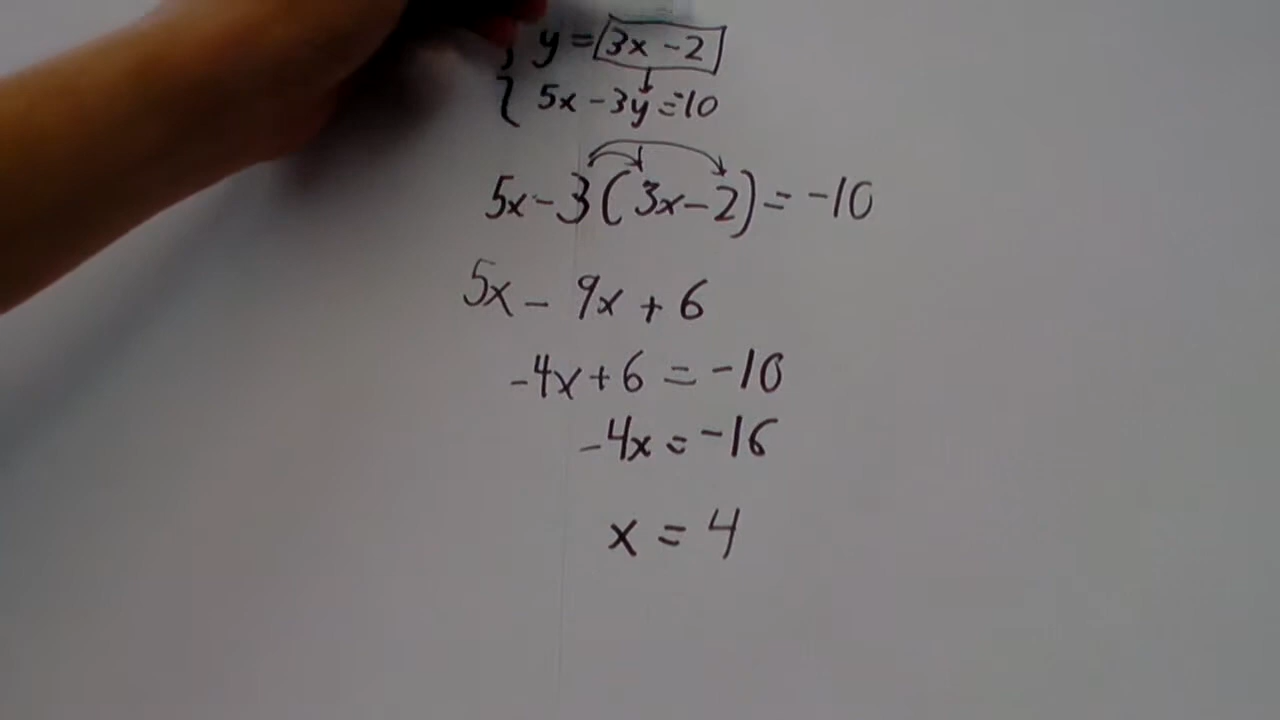 y = 3x - 2
5x - 3y = 10
5x - 3(3x - 2) = -10
5x - 9x + 6
-4x + 6 = -10
-4x = -16
x = 4